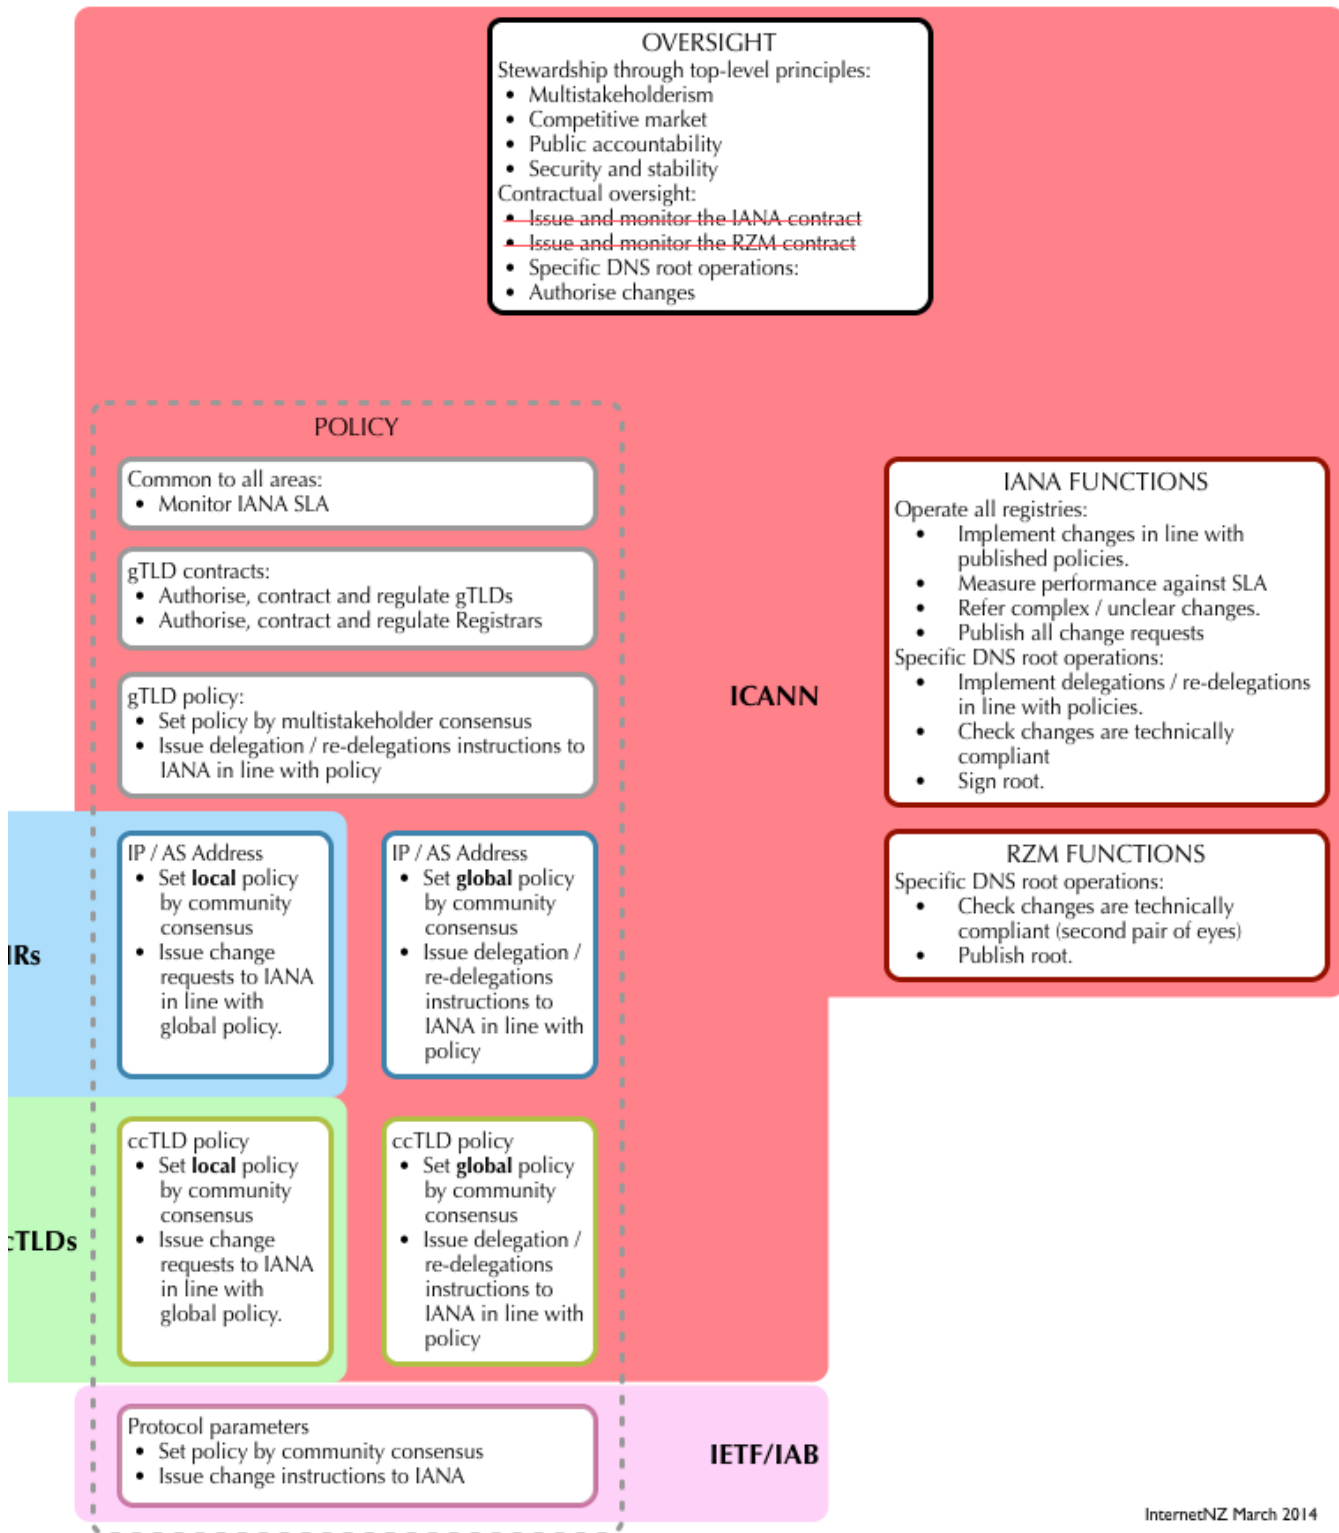 OVERSIGHT
Stewardship through top-level principles:
• Multistakeholderism
• Competitive market
• Public accountability
• Security and stability
Contractual oversight:
• Issue and monitor the IANA contract
• Issue and monitor the RZM contract
• Specific DNS root operations:
• Authorise changes
POLICY
Common to all areas:
• Monitor IANA SLA
gTLD contracts:
• Authorise, contract and regulate gTLDs
• Authorise, contract and regulate Registrars
gTLD policy:
• Set policy by multistakeholder consensus
• Issue delegation / re-delegations instructions to
IANA in line with policy
ICANN
IANA FUNCTIONS
Operate all registries:
• Implement changes in line with
published policies.
• Measure performance against SLA
• Refer complex / unclear changes.
• Publish all change requests
Specific DNS root operations:
• Implement delegations / re-delegations
in line with policies.
• Check changes are technically
compliant
• Sign root.
RZM FUNCTIONS
Specific DNS root operations:
• Check changes are technically
compliant (second pair of eyes)
• Publish root.
IRs
IP / AS Address
• Set local policy
by community
consensus
• Issue change
requests to IANA
in line with
global policy.
IP / AS Address
• Set global policy
by community
consensus
• Issue delegation /
re-delegations
instructions to
IANA in line with
policy
cTLDs
ccTLD policy
• Set local policy
by community
consensus
• Issue change
requests to IANA
in line with
global policy.
ccTLD policy
• Set global policy
by community
consensus
• Issue delegation /
re-delegations
instructions to
IANA in line with
policy
Protocol parameters
• Set policy by community consensus
• Issue change instructions to IANA
IETF/IAB
InternetNZ March 2014